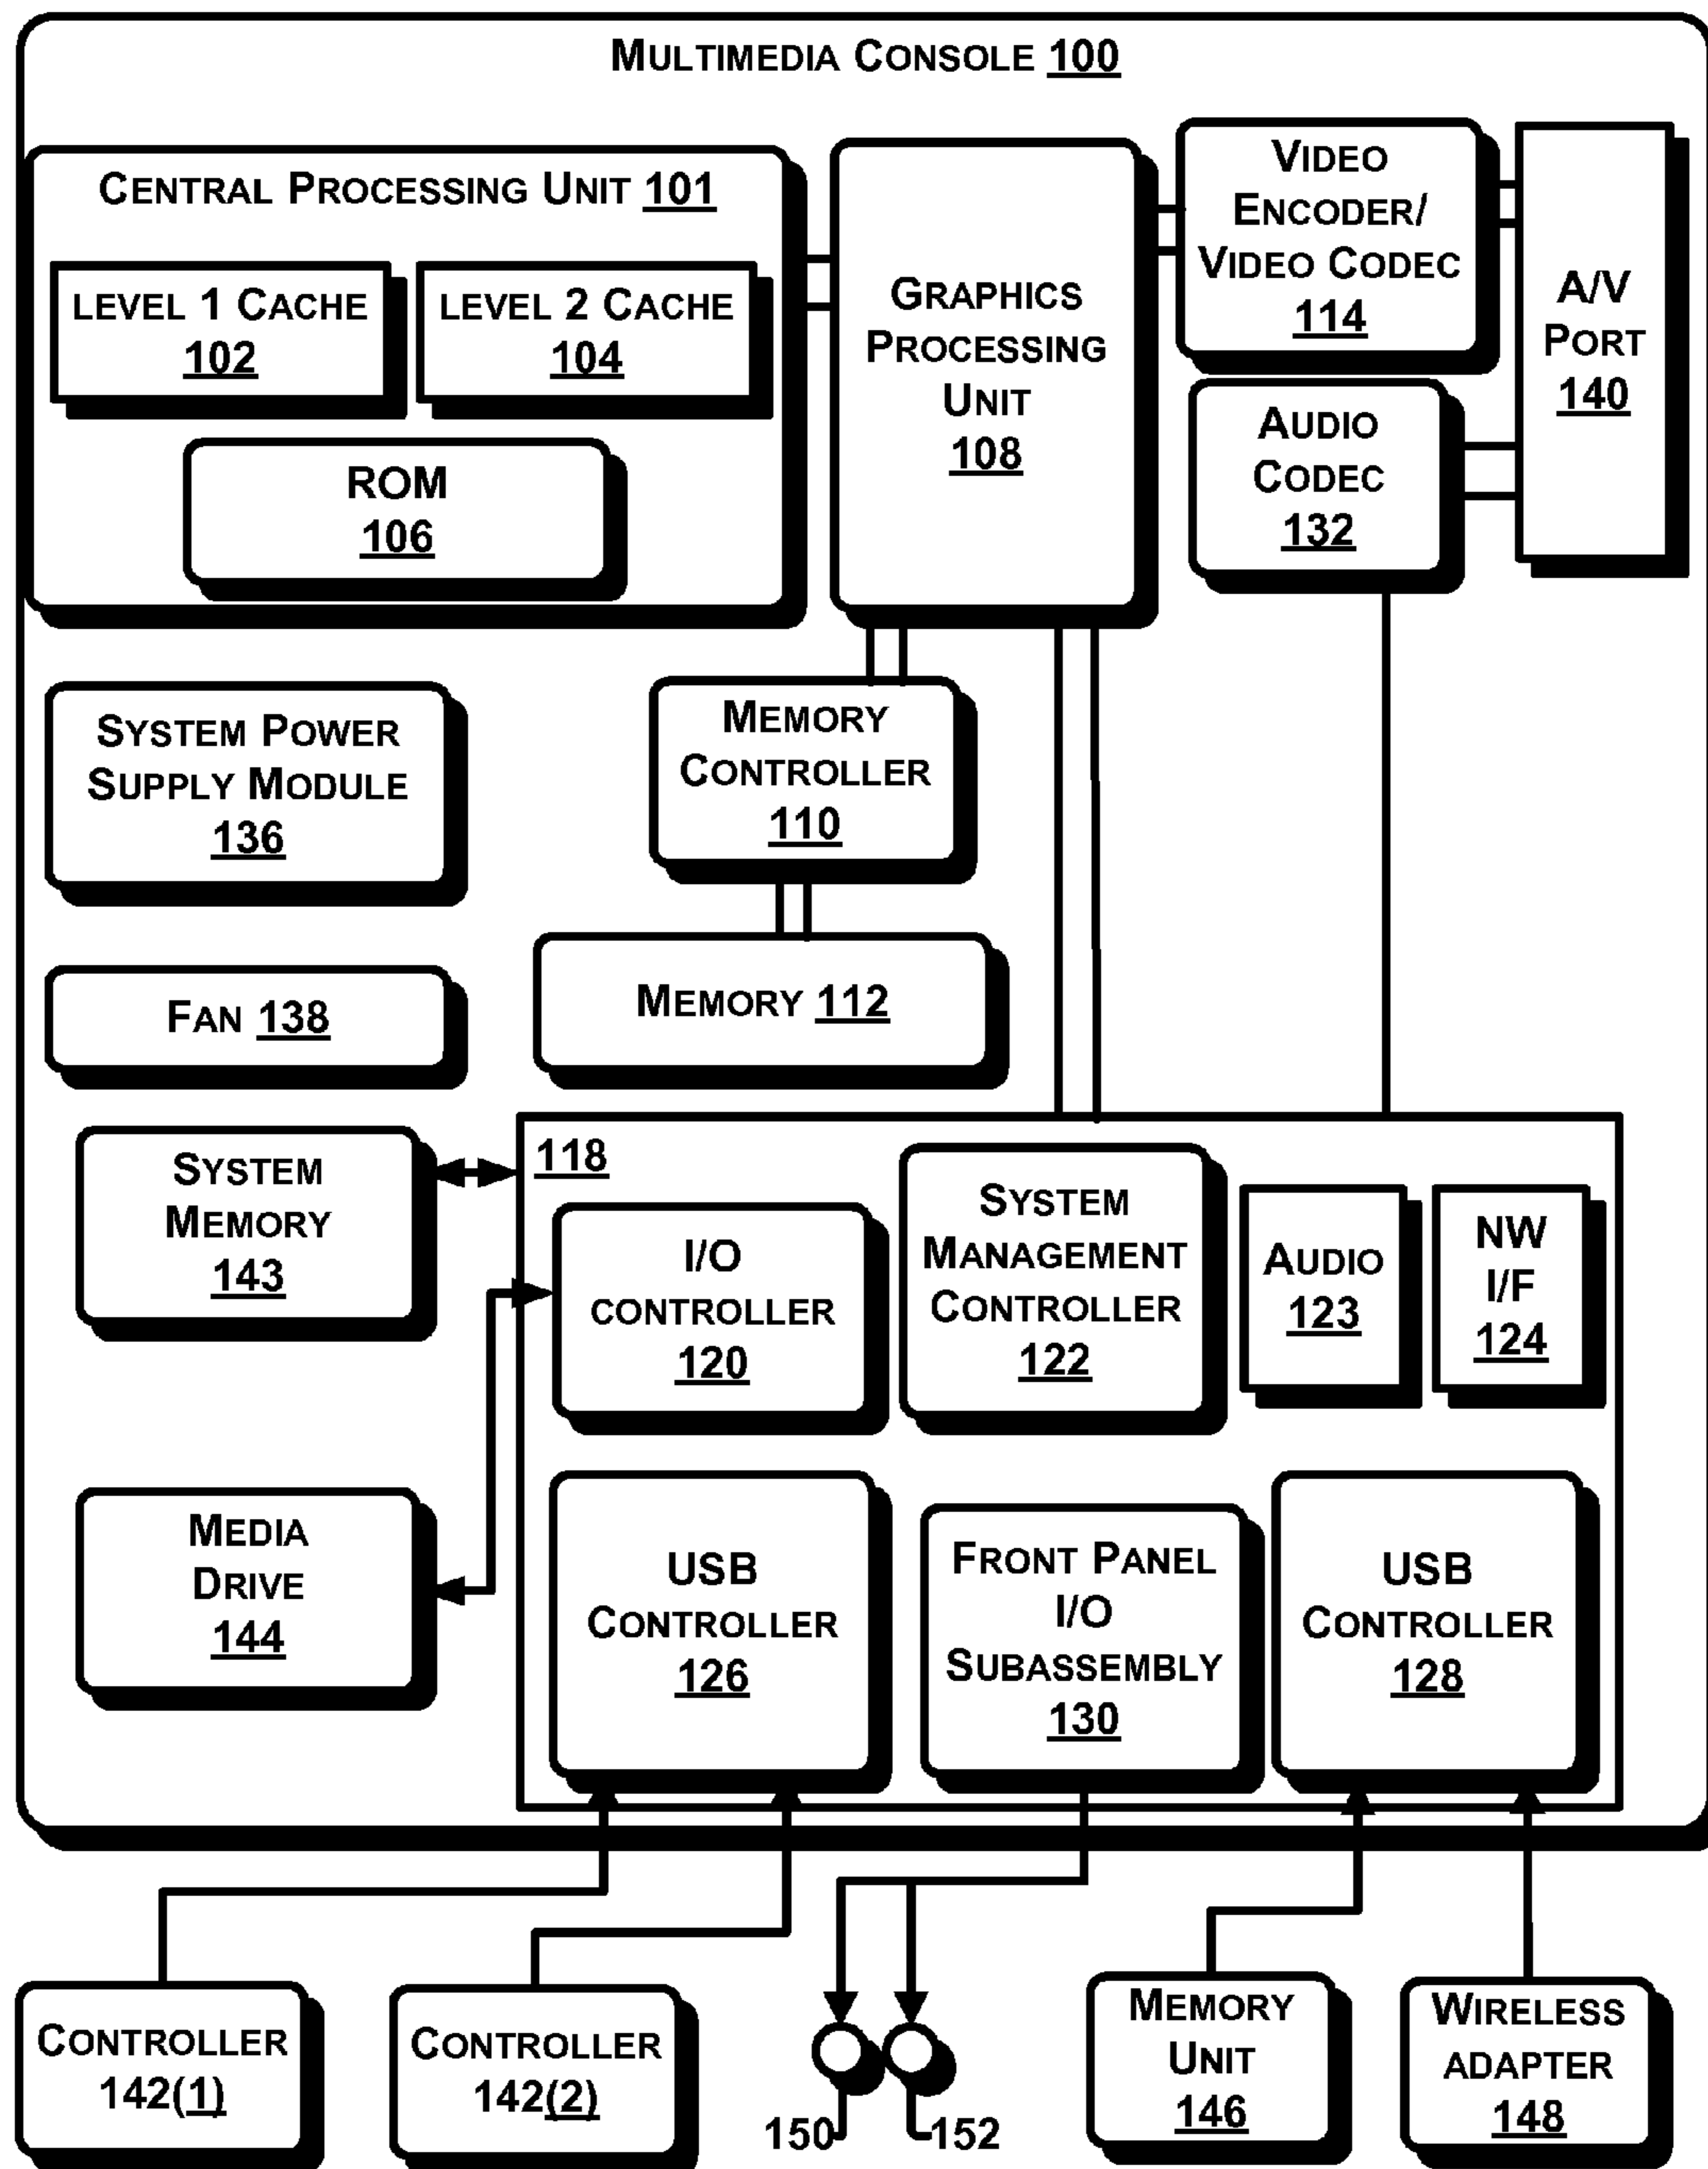 MULTIMEDIA CONSOLE 100
CENTRAL PROCESSING UNIT 101
LEVEL 1 CACHE
102
LEVEL 2 CACHE
104
ROM
106
GRAPHICS
PROCESSING
UNIT
108
VIDEO
ENCODER/
VIDEO CODEC
114
A/V
PORT
140
AUDIO
CODEC
132
SYSTEM POWER
SUPPLY MODULE
136
MEMORY
CONTROLLER
110
FAN 138
MEMORY 112
SYSTEM
MEMORY
143
118
I/O
CONTROLLER
120
SYSTEM
MANAGEMENT
CONTROLLER
122
AUDIO
123
NW
I/F
124
MEDIA
DRIVE
144
USB
CONTROLLER
126
FRONT PANEL
I/O
SUBASSEMBLY
130
USB
CONTROLLER
128
CONTROLLER
142(1)
CONTROLLER
142(2)
150
152
MEMORY
UNIT
146
WIRELESS
ADAPTER
148